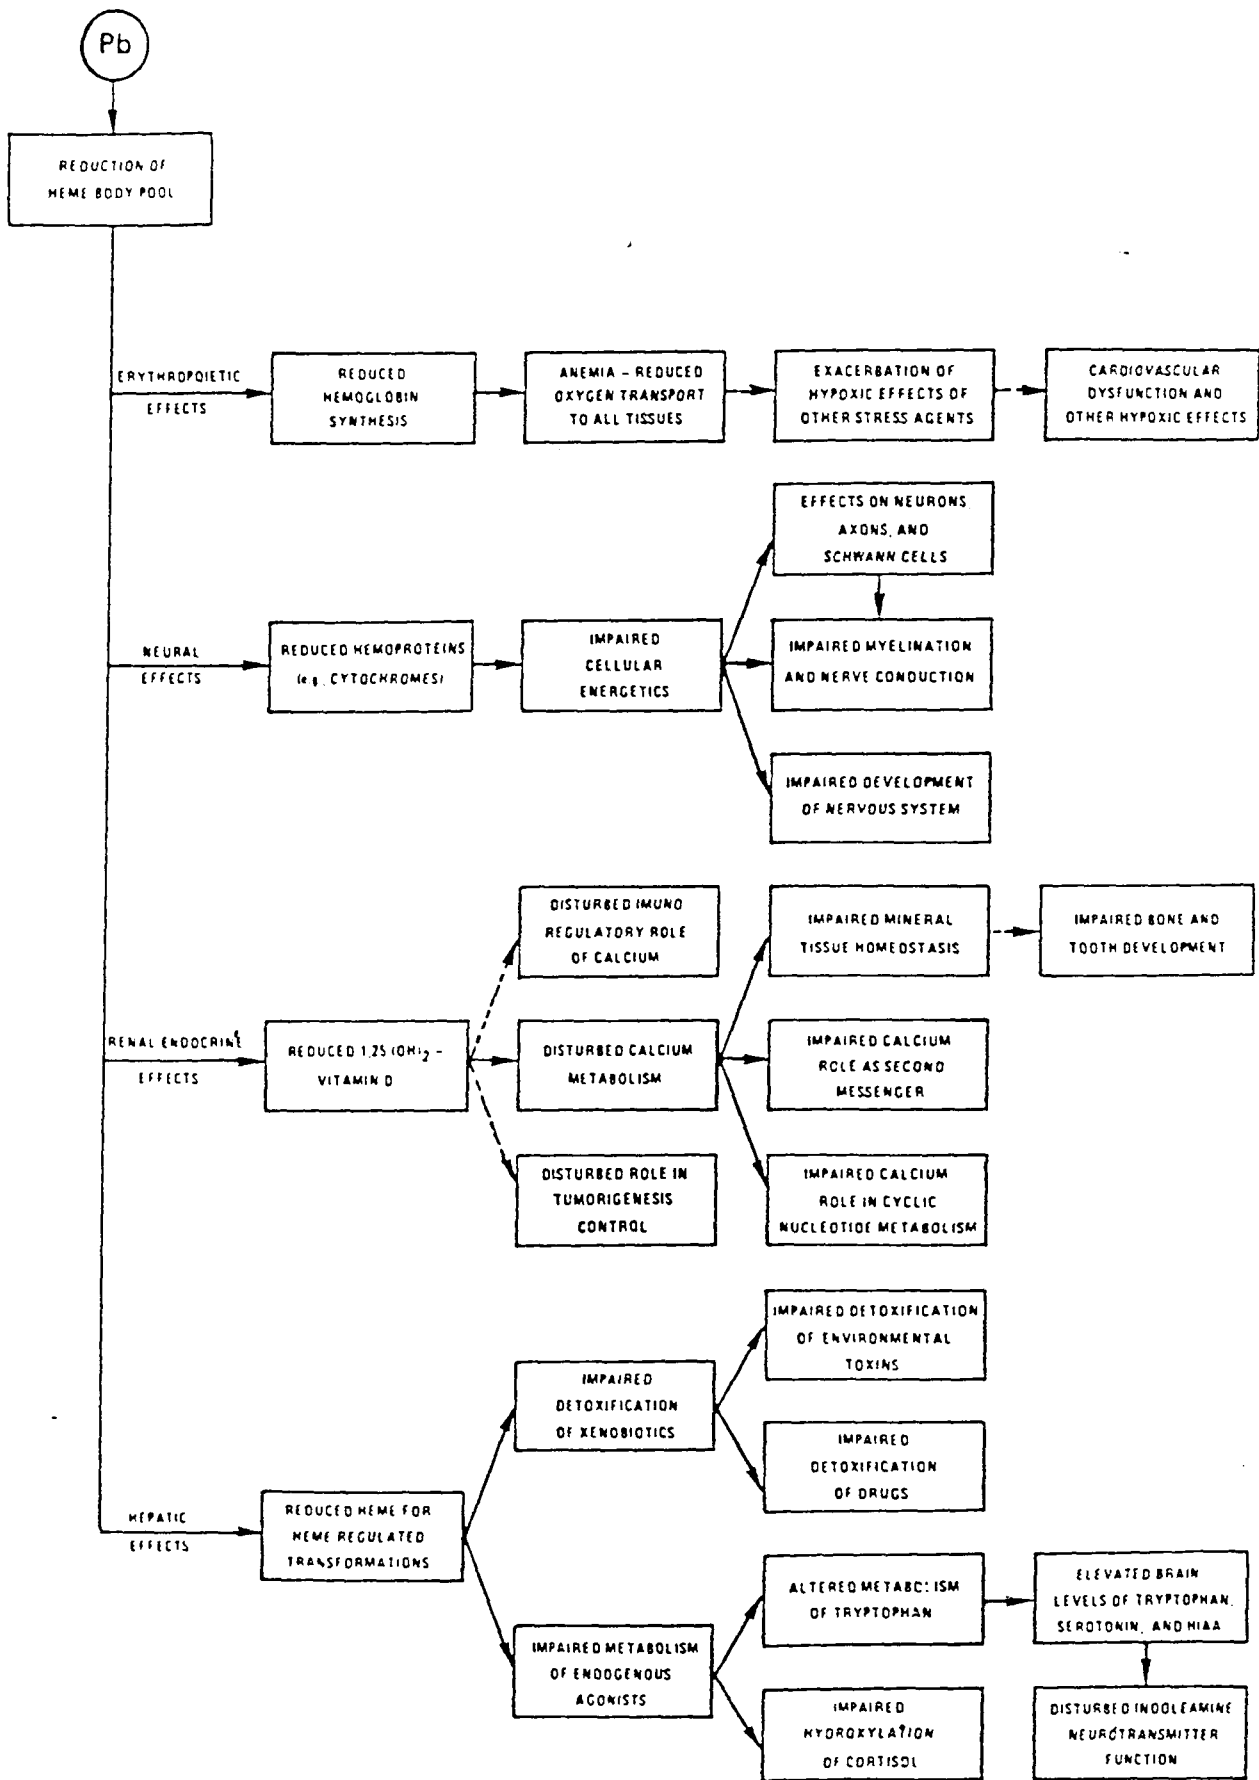 Pb
REDUCTION OF
HEME BODY POOL
ERYTHROPOIETIC
EFFECTS
REDUCED
HEMOGLOBIN
SYNTHESIS
ANEMIA – REDUCED
OXYGEN TRANSPORT
TO ALL TISSUES
EXACERBATION OF
HYPOXIC EFFECTS OF
OTHER STRESS AGENTS
CARDIOVASCULAR
DYSFUNCTION AND
OTHER HYPOXIC EFFECTS
EFFECTS ON NEURONS,
AXONS, AND
SCHWANN CELLS
NEURAL
EFFECTS
REDUCED HEMOPROTEINS
(e.g., CYTOCHROMES)
IMPAIRED
CELLULAR
ENERGETICS
IMPAIRED MYELINATION
AND NERVE CONDUCTION
IMPAIRED DEVELOPMENT
OF NERVOUS SYSTEM
DISTURBED IMUNO
REGULATORY ROLE
OF CALCIUM
IMPAIRED MINERAL
TISSUE HOMEOSTASIS
IMPAIRED BONE AND
TOOTH DEVELOPMENT
RENAL ENDOCRINE
EFFECTS
REDUCED 1,25 (OH)2 –
VITAMIN D
DISTURBED CALCIUM
METABOLISM
IMPAIRED CALCIUM
ROLE AS SECOND
MESSENGER
DISTURBED ROLE IN
TUMORIGENESIS
CONTROL
IMPAIRED CALCIUM
ROLE IN CYCLIC
NUCLEOTIDE METABOLISM
IMPAIRED DETOXIFICATION
OF ENVIRONMENTAL
TOXINS
IMPAIRED
DETOXIFICATION
OF XENOBIOTICS
IMPAIRED
DETOXIFICATION
OF DRUGS
HEPATIC
EFFECTS
REDUCED HEME FOR
HEME REGULATED
TRANSFORMATIONS
ALTERED METABOLISM
OF TRYPTOPHAN
ELEVATED BRAIN
LEVELS OF TRYPTOPHAN,
SEROTONIN, AND HIAA
IMPAIRED METABOLISM
OF ENDOGENOUS
AGONISTS
IMPAIRED
HYDROXYLATION
OF CORTISOL
DISTURBED INDOLEAMINE
NEUROTRANSMITTER
FUNCTION